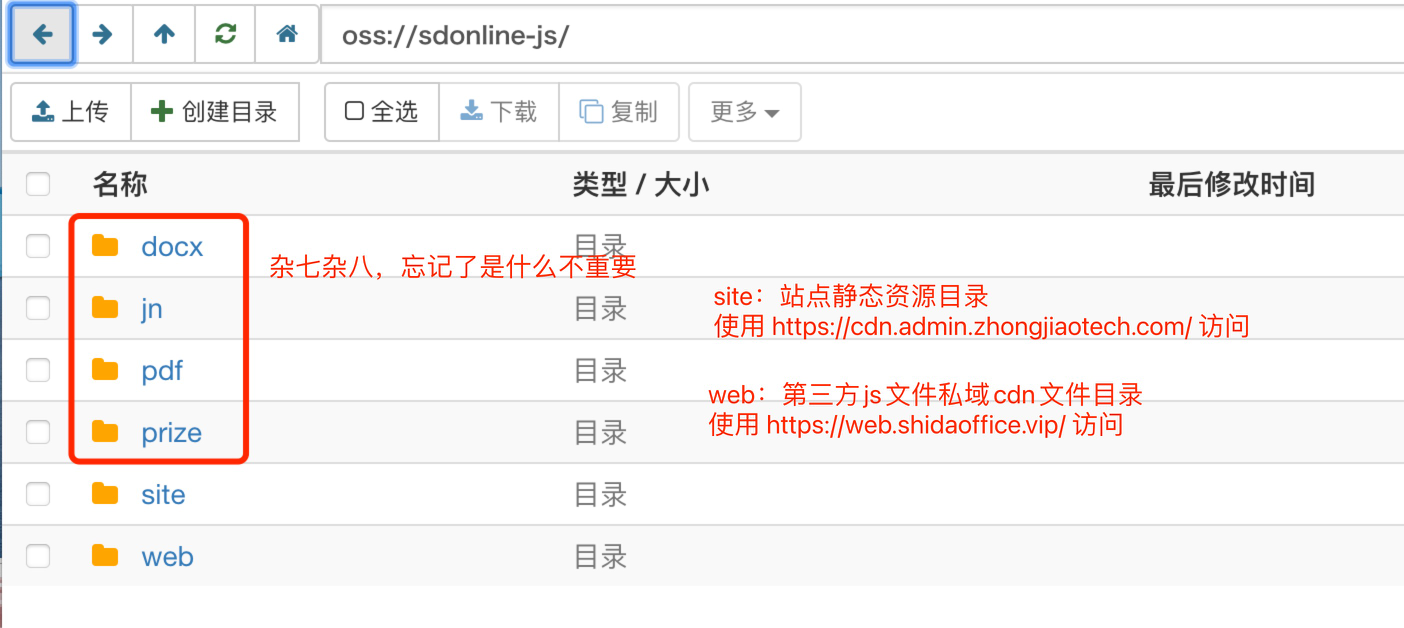 oss://sdonline-js/
上传 创建目录 全选 下载 复制 更多
名称 类型 / 大小 最后修改时间
docx 目录
杂七杂八，忘记了是什么不重要
jn 目录
site：站点静态资源目录
使用 https://cdn.admin.zhongjiaotech.com/ 访问
pdf 目录
web：第三方js文件私域cdn文件目录
使用 https://web.shidaoffice.vip/ 访问
prize 目录
site 目录
web 目录